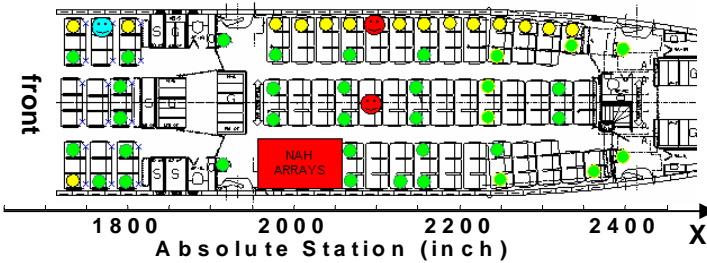 front
S
G
S
G
G
NAH
ARRAYS
S
S
1800 2000 2200 2400
X
Absolute Station (inch)